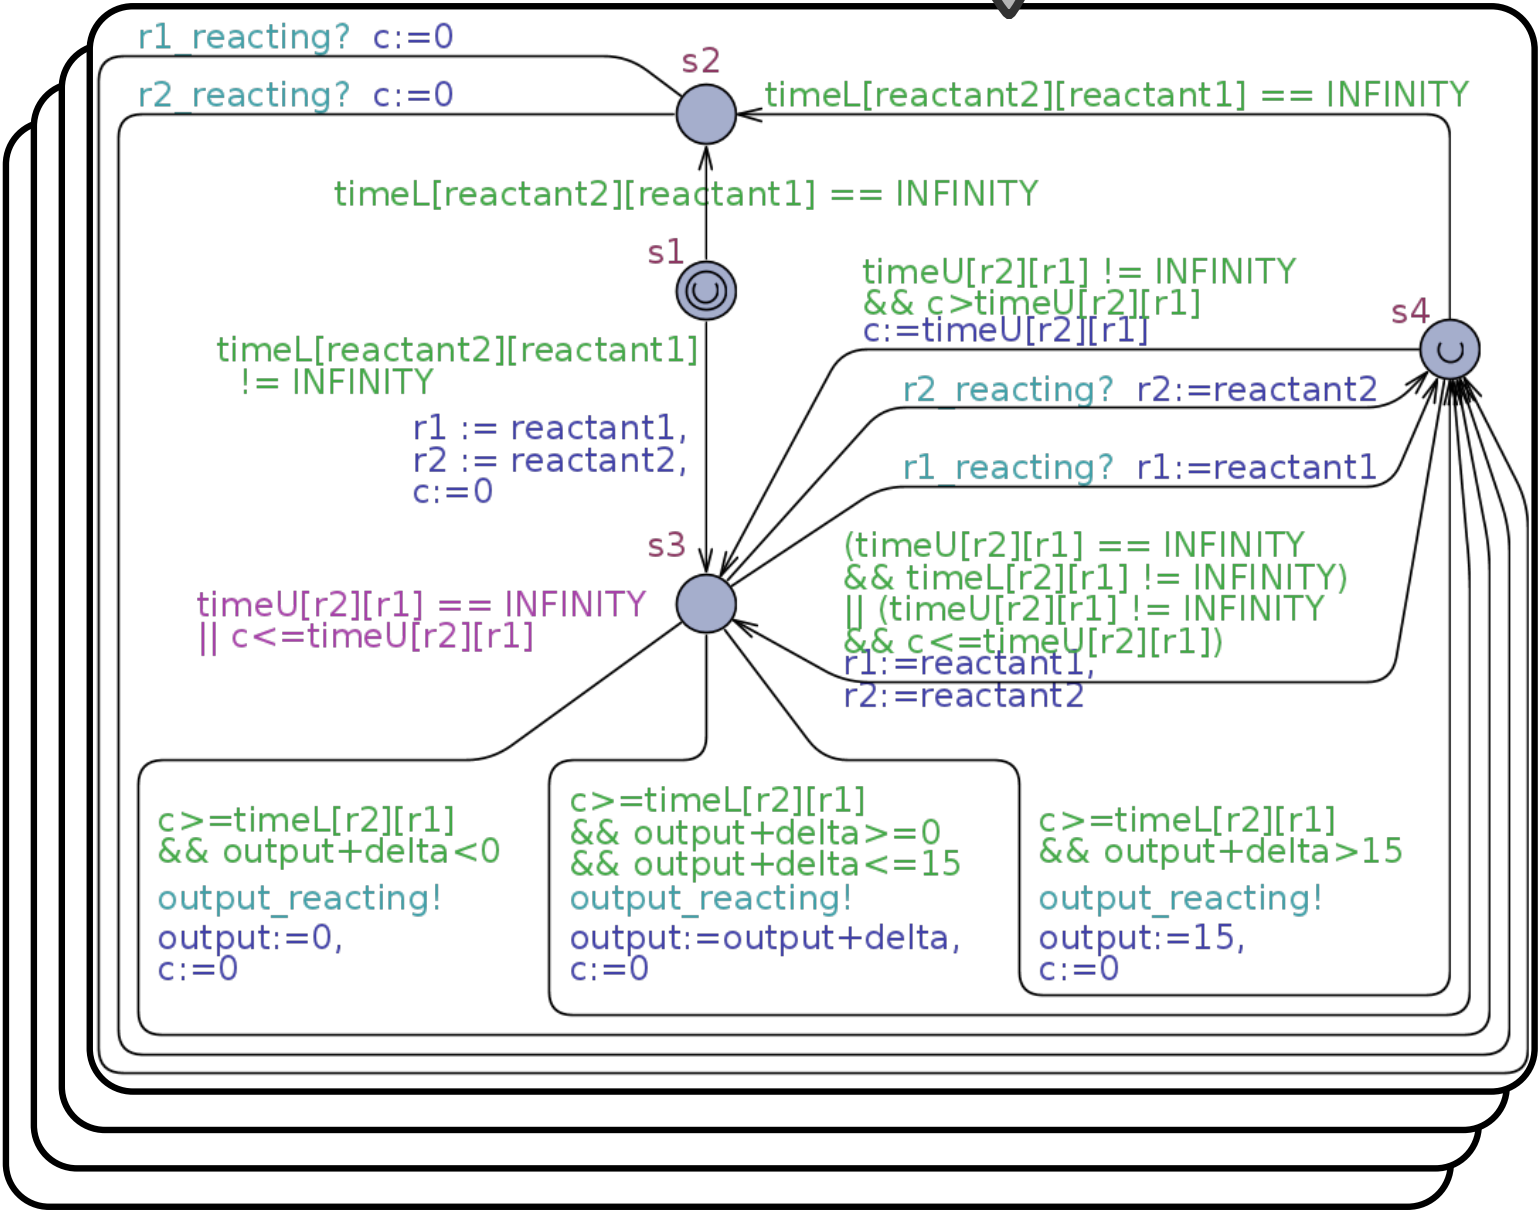 r1_reacting? c:=0
s2
r2_reacting? c:=0
timeL[reactant2][reactant1] == INFINITY
timeL[reactant2][reactant1] == INFINITY
s1
timeU[r2][r1] != INFINITY
&& c>timeU[r2][r1]
c:=timeU[r2][r1]
s4
timeL[reactant2][reactant1]
!= INFINITY
r1 := reactant1,
r2 := reactant2,
c:=0
r2_reacting? r2:=reactant2
r1_reacting? r1:=reactant1
s3
(timeU[r2][r1] == INFINITY
&& timeL[r2][r1] != INFINITY)
|| (timeU[r2][r1] != INFINITY
&& c<=timeU[r2][r1])
r1:=reactant1,
r2:=reactant2
timeU[r2][r1] == INFINITY
|| c<=timeU[r2][r1]
c>=timeL[r2][r1]
&& output+delta<0
output_reacting!
output:=0,
c:=0
c>=timeL[r2][r1]
&& output+delta>=0
&& output+delta<=15
output_reacting!
output:=output+delta,
c:=0
c>=timeL[r2][r1]
&& output+delta>15
output_reacting!
output:=15,
c:=0